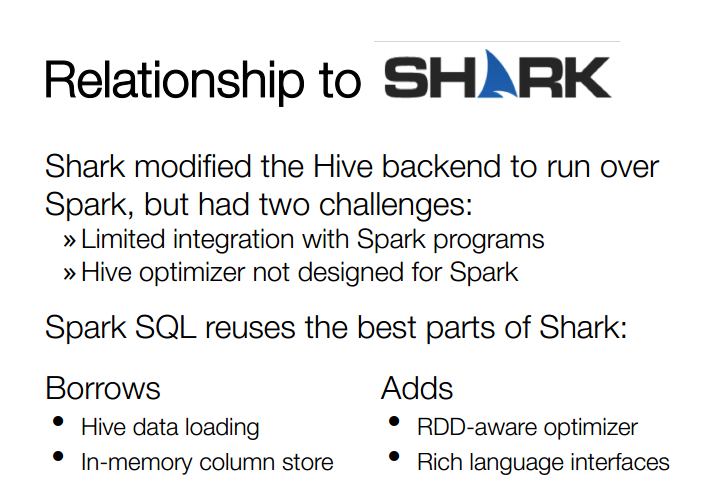 Relationship to SHARK
Shark modified the Hive backend to run over
Spark, but had two challenges:
» Limited integration with Spark programs
» Hive optimizer not designed for Spark
Spark SQL reuses the best parts of Shark:
Borrows
• Hive data loading
• In-memory column store
Adds
• RDD-aware optimizer
• Rich language interfaces